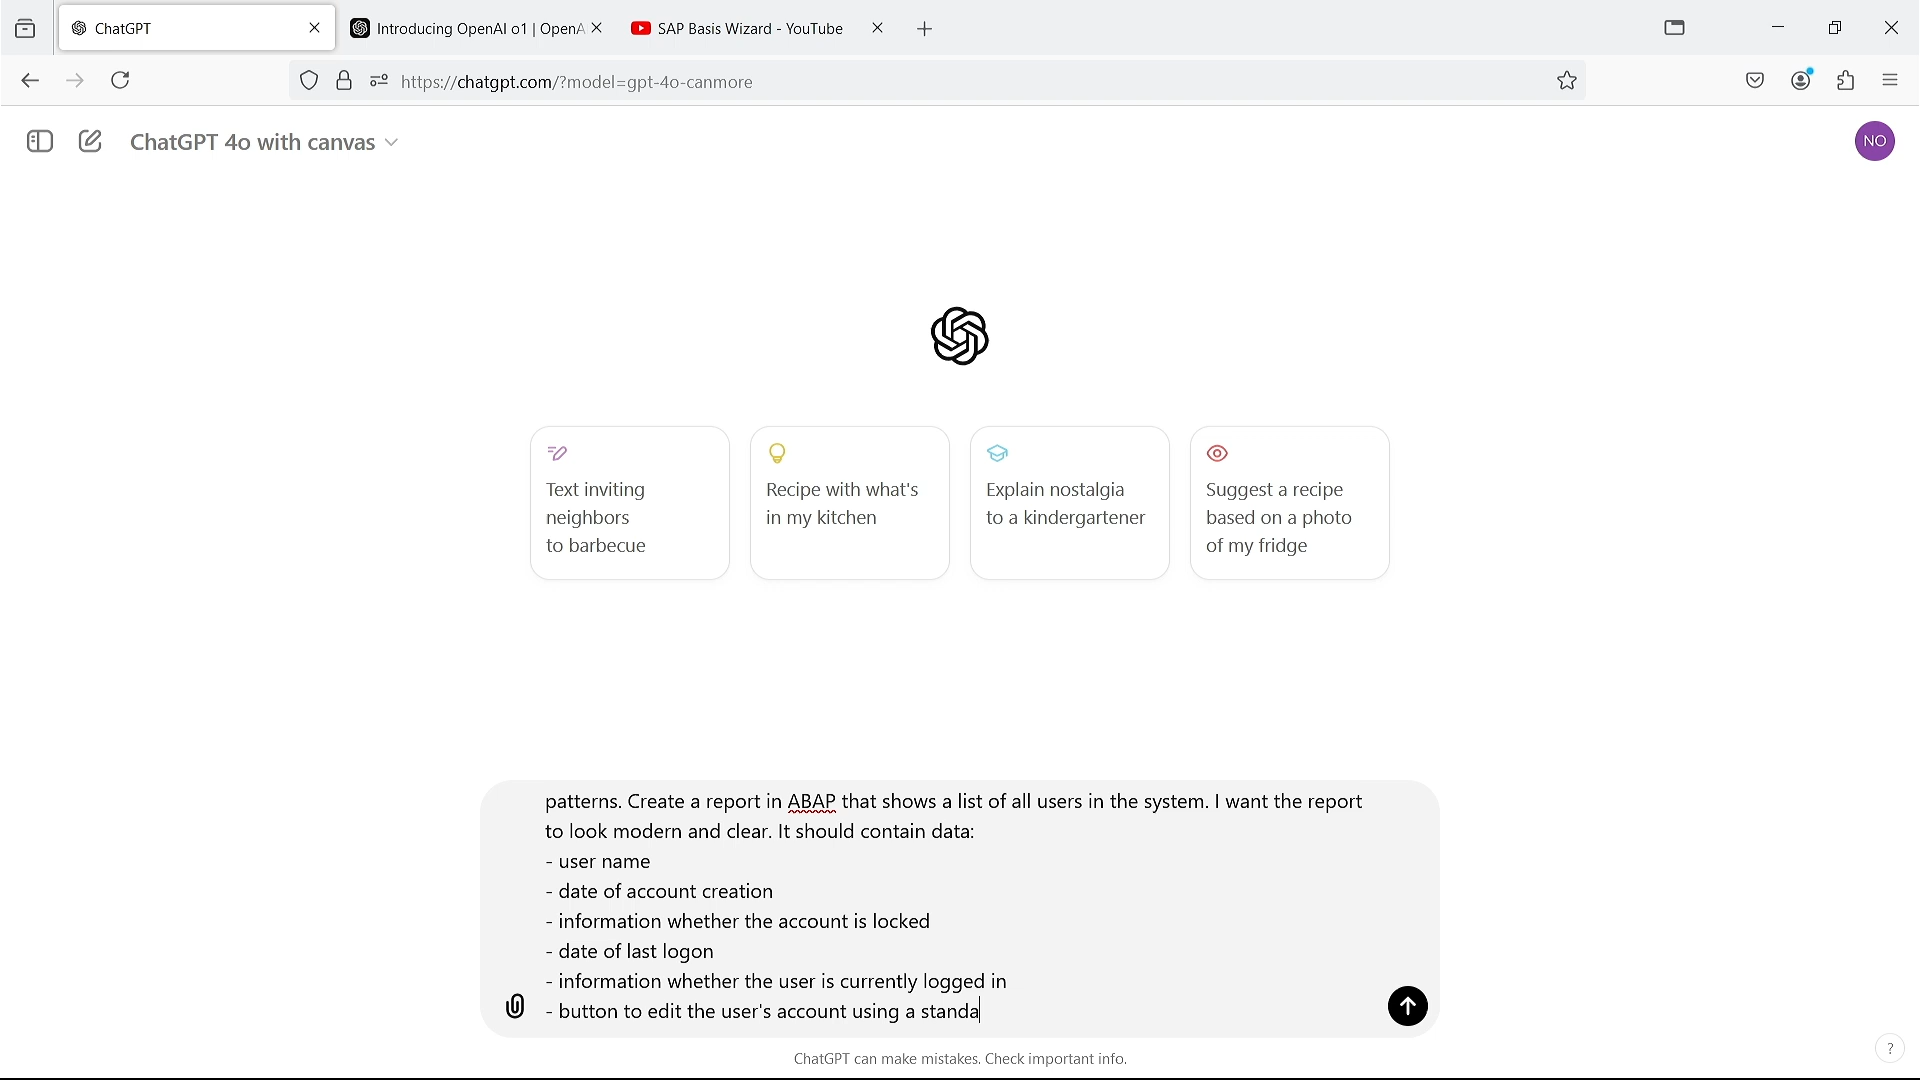 ChatGPT
Introducing OpenAI o1 | OpenA
SAP Basis Wizard - YouTube
https://chatgpt.com/?model=gpt-4o-canmore
ChatGPT 4o with canvas
NO
Text inviting
neighbors
to barbecue
Recipe with what's
in my kitchen
Explain nostalgia
to a kindergartener
Suggest a recipe
based on a photo
of my fridge
patterns. Create a report in ABAP that shows a list of all users in the system. I want the report
to look modern and clear. It should contain data:
- user name
- date of account creation
- information whether the account is locked
- date of last logon
- information whether the user is currently logged in
- button to edit the user's account using a standa
ChatGPT can make mistakes. Check important info.
?